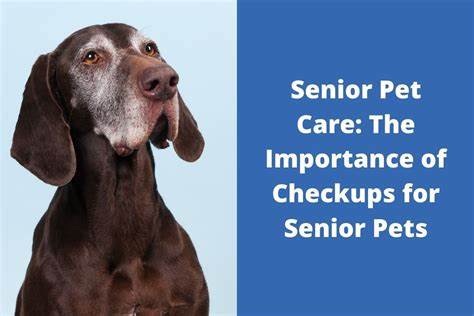 Senior Pet
Care: The
Importance of
Checkups for
Senior Pets